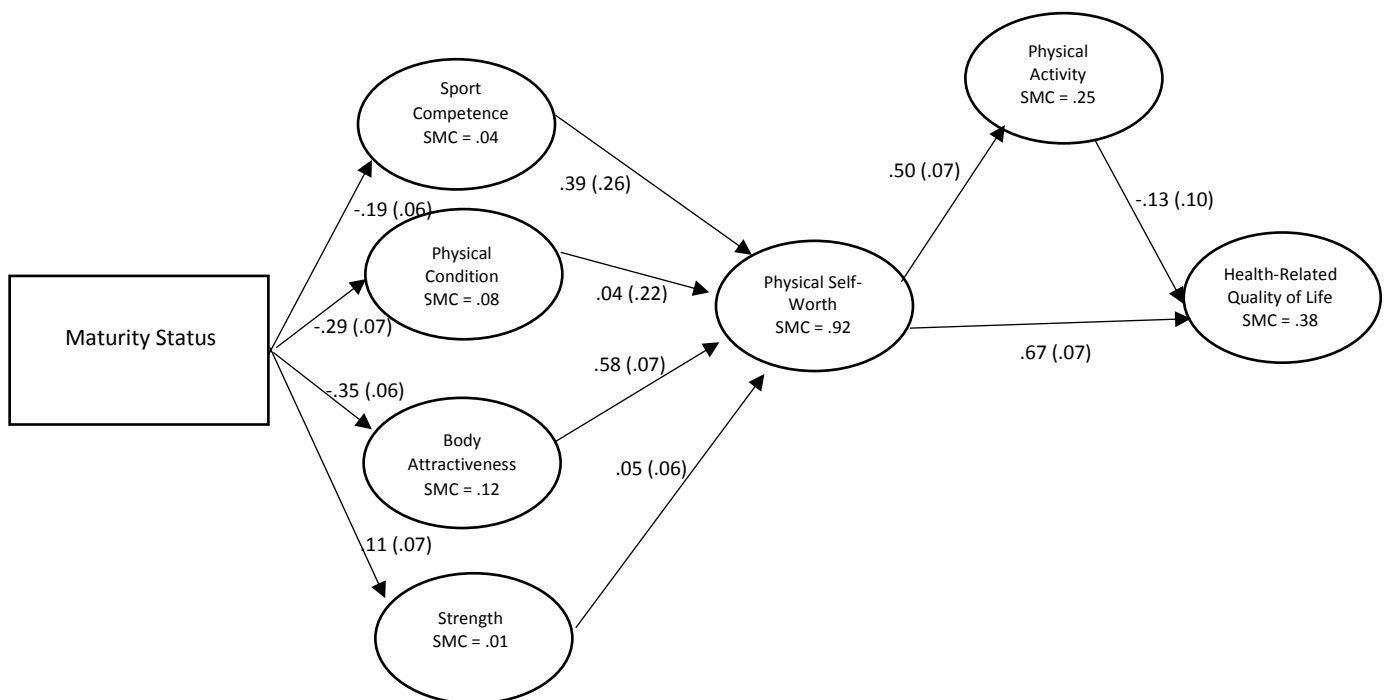 Maturity Status
-.19 (.06)
-.29 (.07)
-.35 (.06)
.11 (.07)
Sport
Competence
SMC = .04
Physical
Condition
SMC = .08
Body
Attractiveness
SMC = .12
Strength
SMC = .01
.39 (.26)
.04 (.22)
.58 (.07)
.05 (.06)
Physical Self-
Worth
SMC = .92
.50 (.07)
.67 (.07)
Physical
Activity
SMC = .25
-.13 (.10)
Health-Related
Quality of Life
SMC = .38